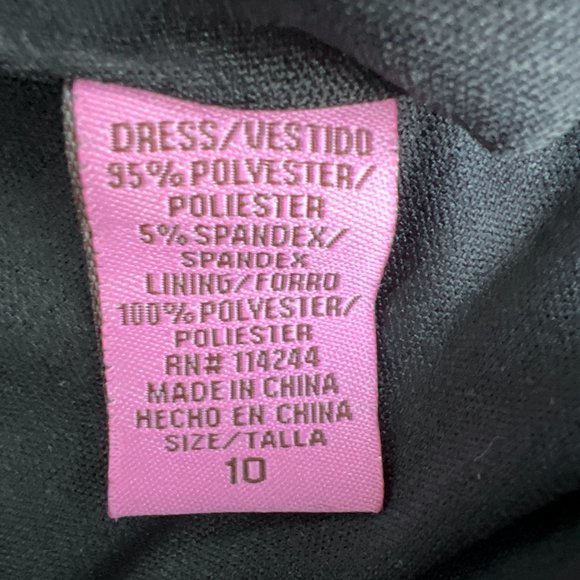 DRESS/VESTIDO
95% POLYESTER/
POLIESTER
5% SPANDEX/
SPANDEX
LINING/FORRO
100% POLYESTER/
POLIESTER
RN# 114244
MADE IN CHINA
HECHO EN CHINA
SIZE/TALLA
10